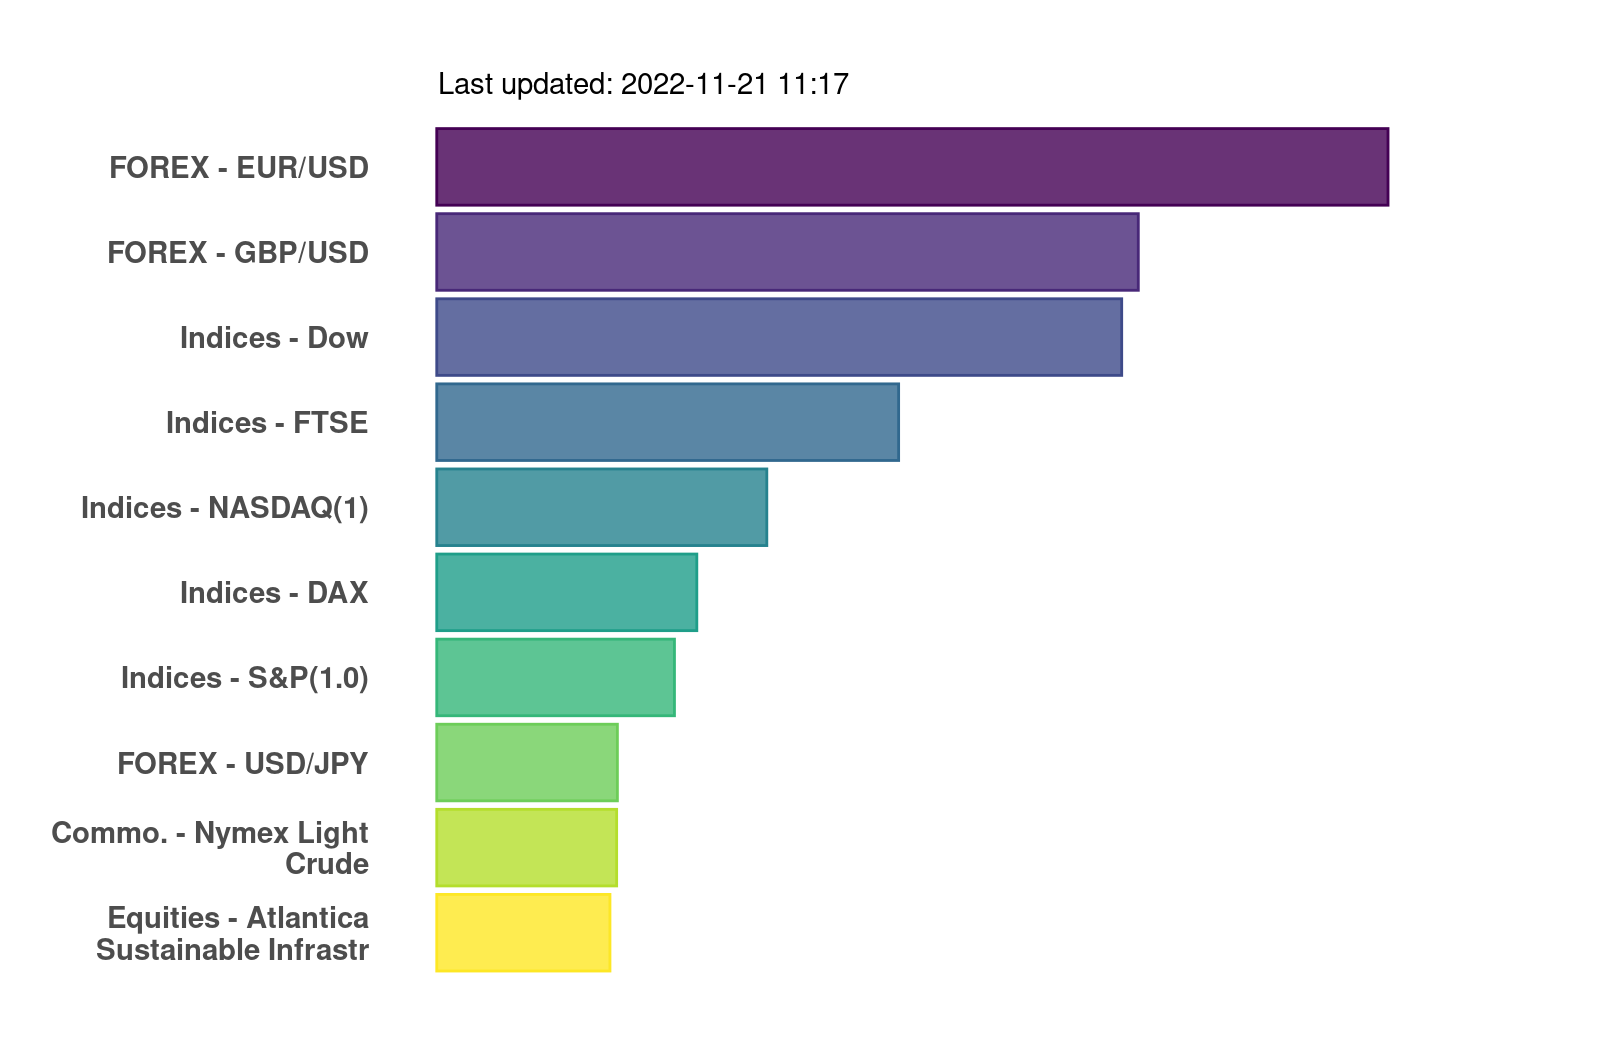 Last updated: 2022-11-21 11:17
FOREX - EUR/USD
FOREX - GBP/USD
Indices - Dow
Indices - FTSE
Indices - NASDAQ(1)
Indices - DAX
Indices - S&P(1.0)
FOREX - USD/JPY
Commo. - Nymex Light
Crude
Equities - Atlantica
Sustainable Infrastr